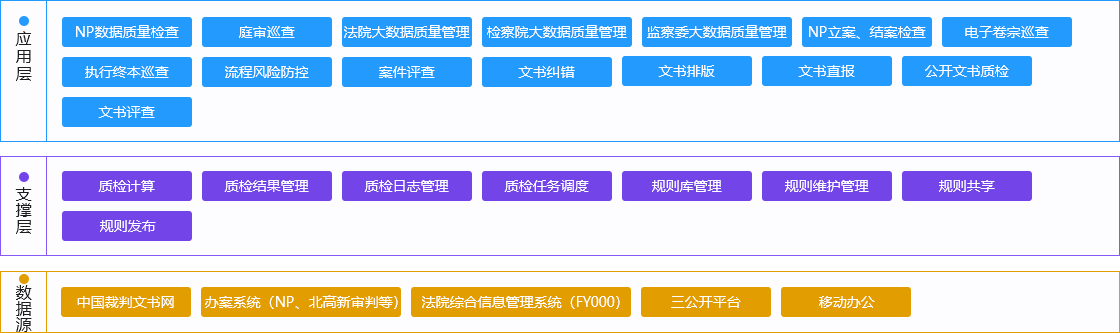 应用层
NP数据质量检查 庭审巡查 法院大数据质量管理 检察院大数据质量管理 监察委大数据质量管理 NP立案、结案检查 电子卷宗巡查
执行终本巡查 流程风险防控 案件评查 文书纠错 文书排版 文书直报 公开文书质检
文书评查
支撑层
质检计算 质检结果管理 质检日志管理 质检任务调度 规则库管理 规则维护管理 规则共享
规则发布
数据源
中国裁判文书网 办案系统（NP、北高新审判等） 法院综合信息管理系统（FY000） 三公开平台 移动办公